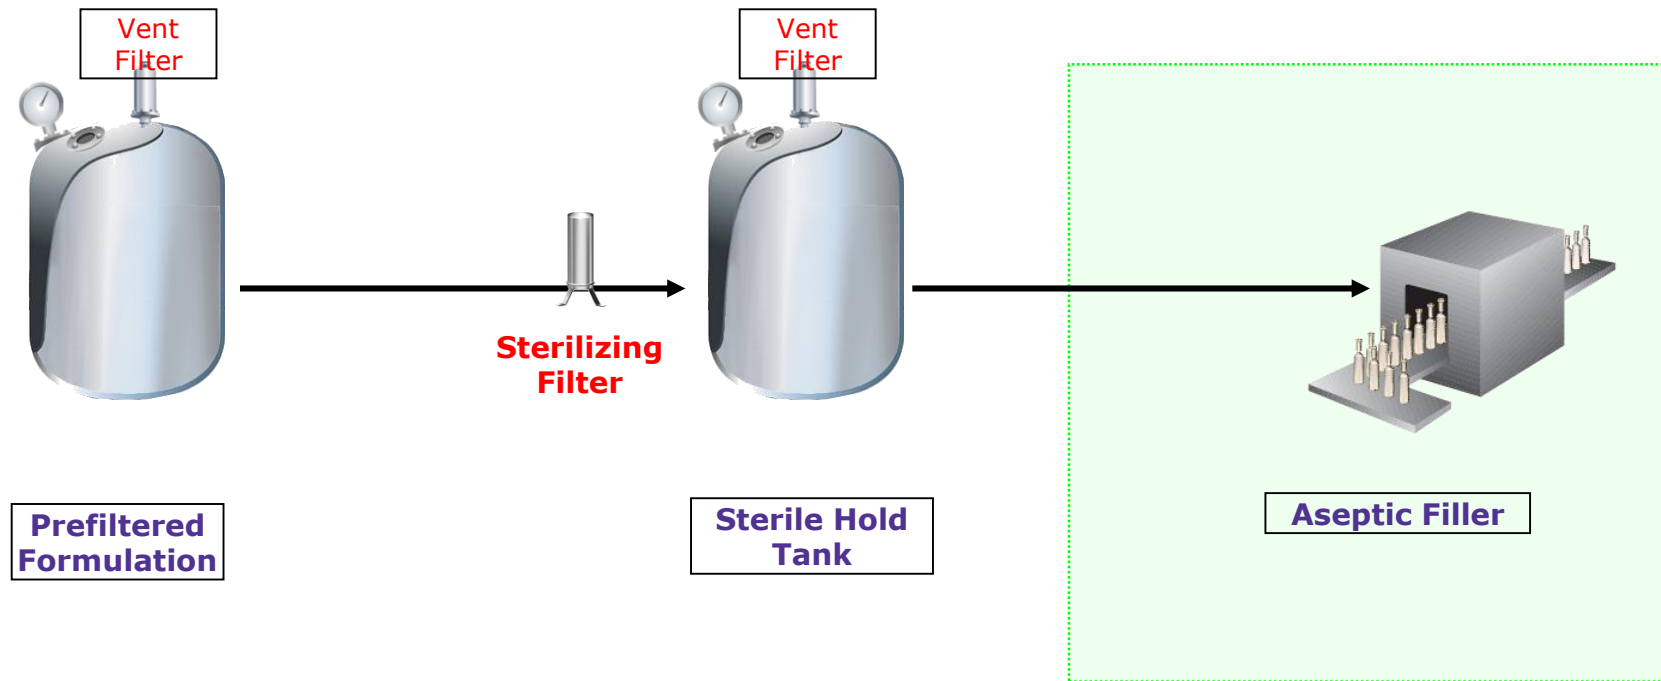 Vent
Filter
Vent
Filter
Sterilizing
Filter
Prefiltered
Formulation
Sterile Hold
Tank
Aseptic Filler